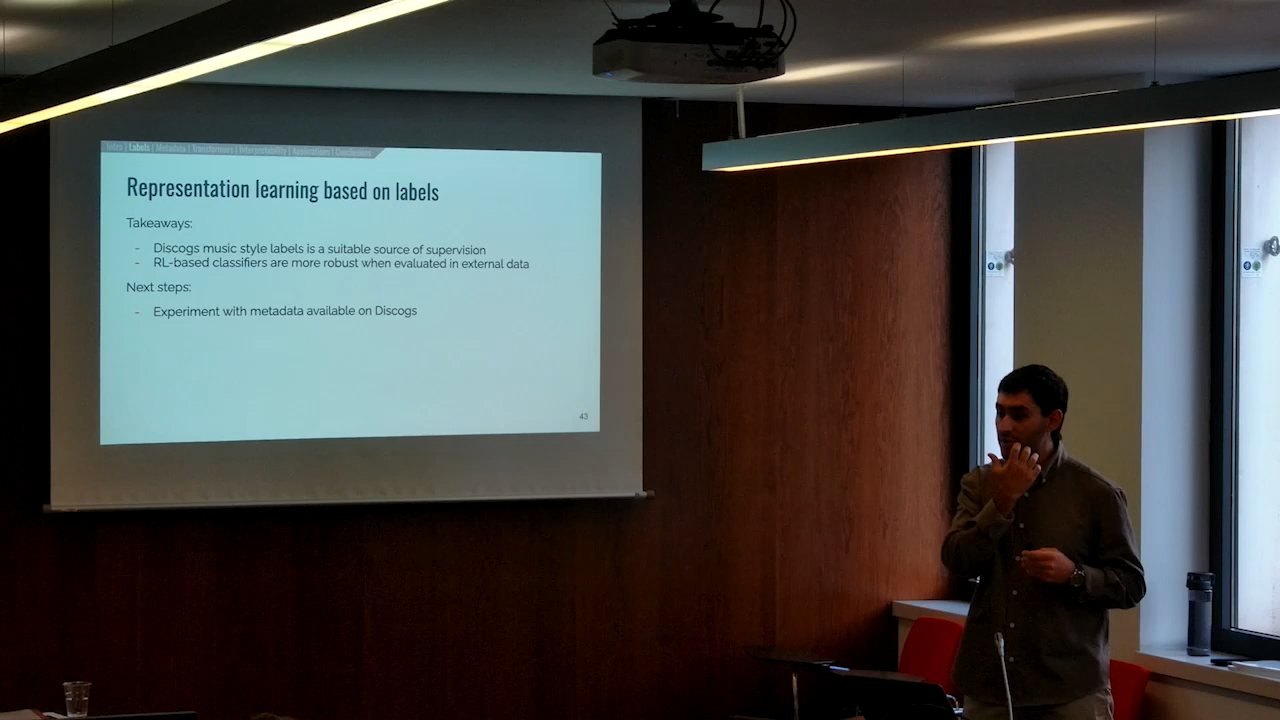 Intro | Labels | Metadata | Transformers | Interpretability | Applications | Conclusions
Representation learning based on labels
Takeaways:
- Discogs music style labels is a suitable source of supervision
- RL-based classifiers are more robust when evaluated in external data
Next steps:
- Experiment with metadata available on Discogs
43